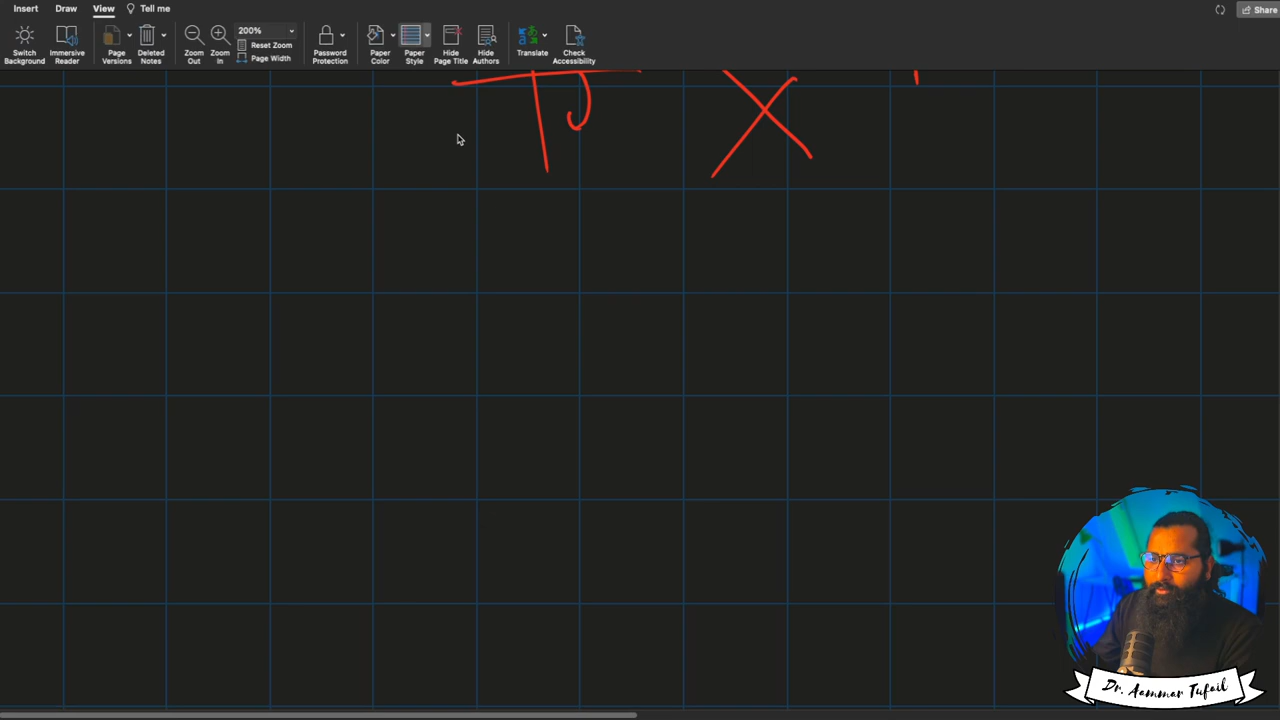 Insert Draw View Tell me Share
200%
Reset Zoom
Page Width
Switch Background
Immersive Reader
Page Versions
Deleted Notes
Zoom Out
Zoom In
Password Protection
Paper Color
Paper Style
Hide Page Title
Hide Authors
Translate
Check Accessibility
X
Dr. Aammar Tufail